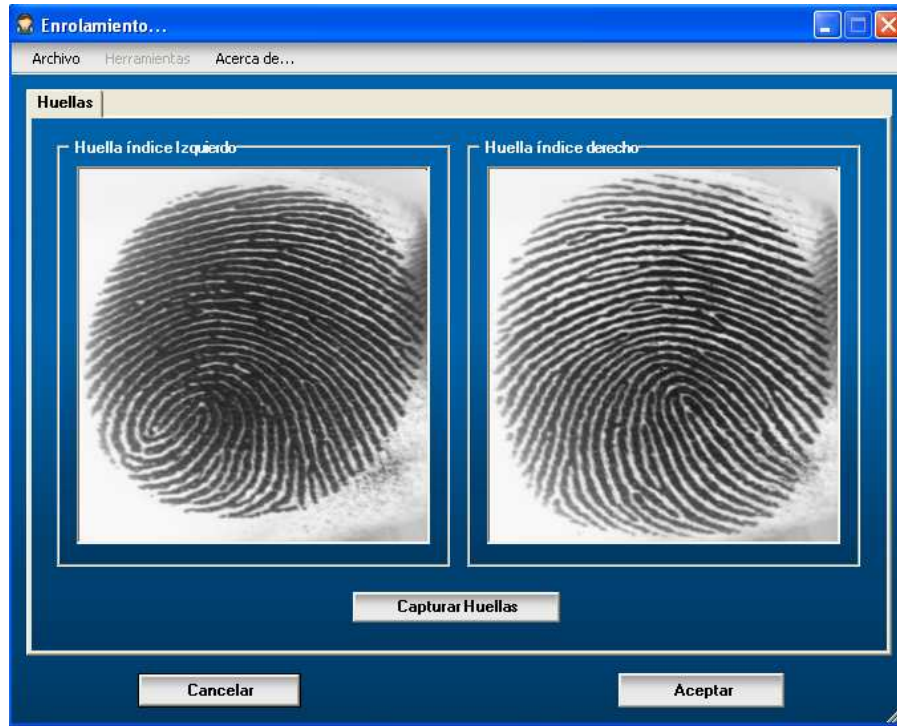 Enrolamiento...
Archivo Herramientas Acerca de...
Huellas
Huella índice Izquierdo Huella índice derecho
Capturar Huellas
Cancelar Aceptar